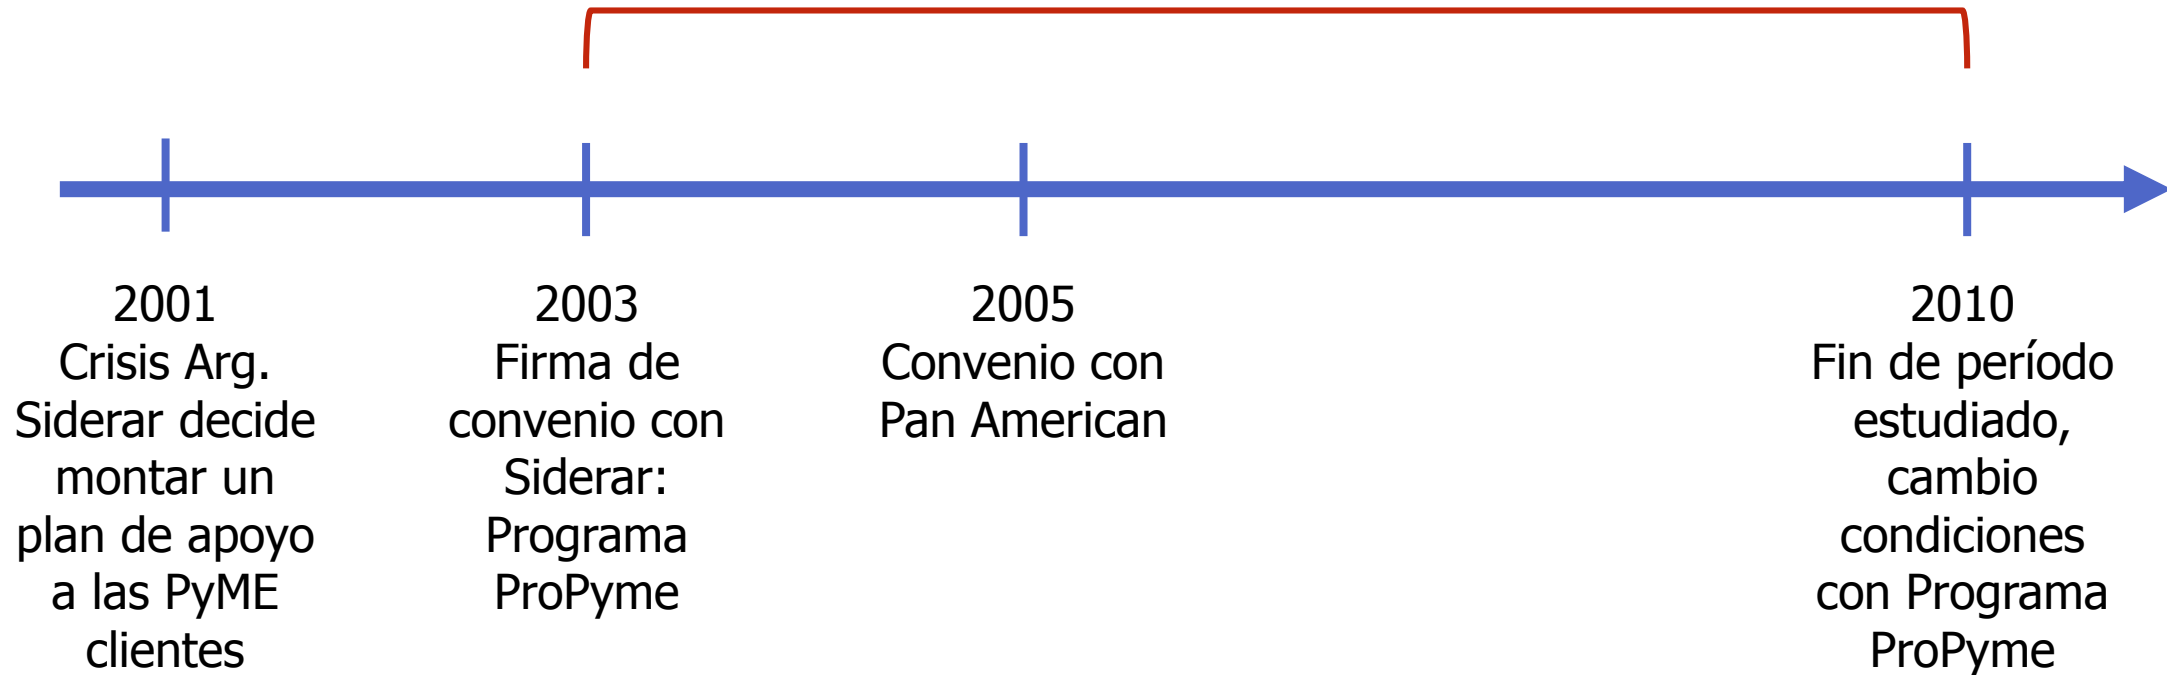 2001
Crisis Arg.
Siderar decide
montar un
plan de apoyo
a las PyME
clientes
2003
Firma de
convenio con
Siderar:
Programa
ProPyme
2005
Convenio con
Pan American
2010
Fin de período
estudiado,
cambio
condiciones
con Programa
ProPyme